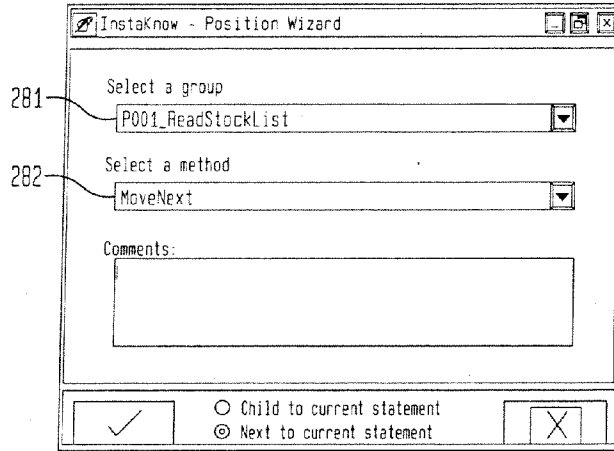 InstaKnow - Position Wizard
Select a group
281
P001_ReadStockList
Select a method
282
MoveNext
Comments:
Child to current statement
Next to current statement